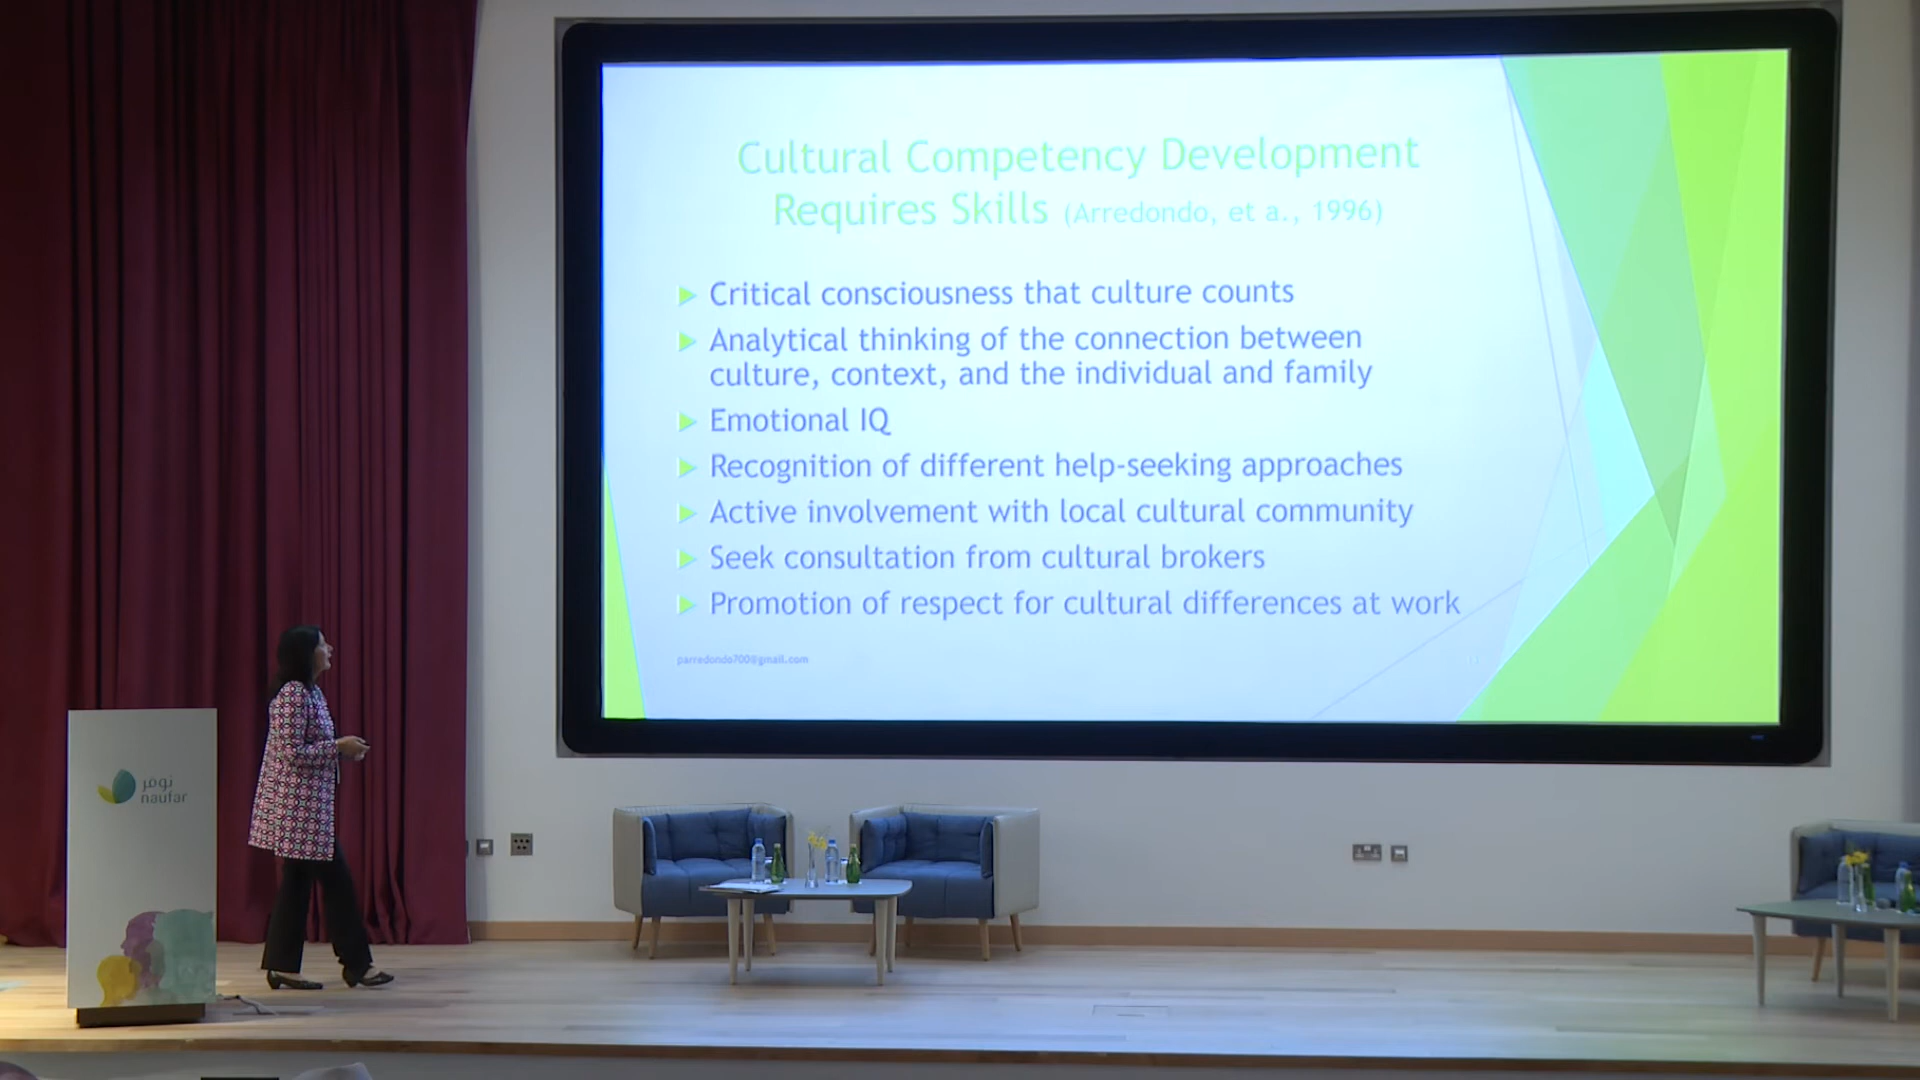 Cultural Competency Development
Requires Skills (Arredondo, et a., 1996)
Critical consciousness that culture counts
Analytical thinking of the connection between
culture, context, and the individual and family
Emotional IQ
Recognition of different help-seeking approaches
Active involvement with local cultural community
Seek consultation from cultural brokers
Promotion of respect for cultural differences at work
parredondo700@gmail.com
نوفر
naufar